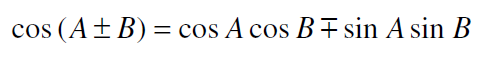 cos (A ± B) = cos A cos B ∓ sin A sin B